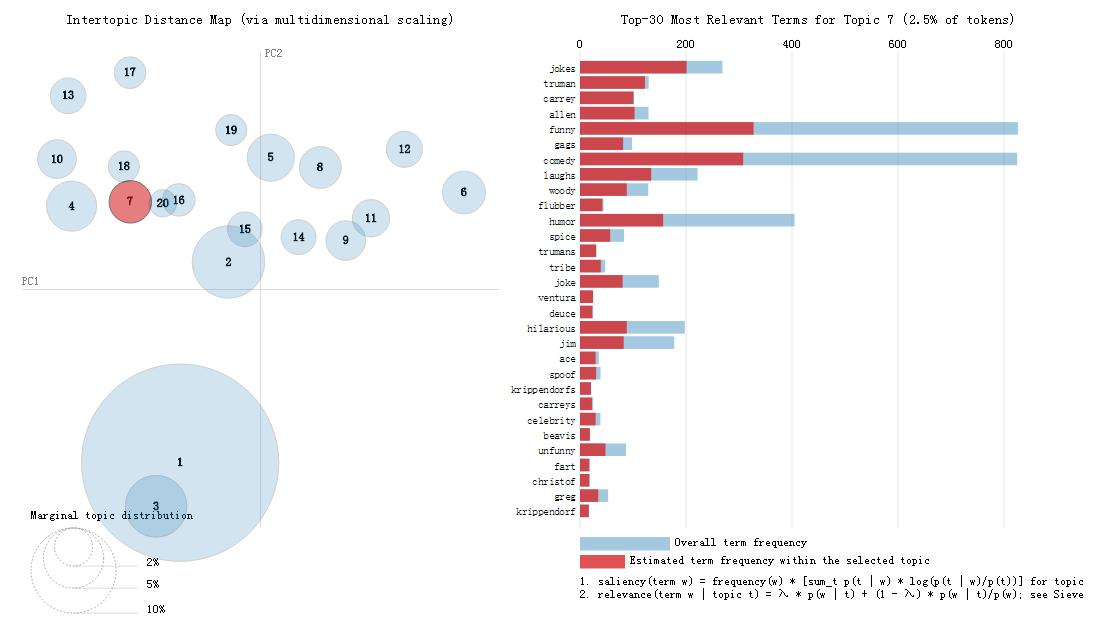 Intertopic Distance Map (via multidimensional scaling)
PC2
PC1
17
13
19
10
18
5
8
12
4
7
20
16
6
15
14
9
11
2
1
3
Marginal topic distribution
2%
5%
10%
Top-30 Most Relevant Terms for Topic 7 (2.5% of tokens)
0 200 400 600 800
jokes
truman
carrey
allen
funny
gags
comedy
laughs
woody
flubber
humor
spice
trumans
tribe
joke
ventura
deuce
hilarious
jim
ace
spoof
krippendorfs
carreys
celebrity
beavis
unfunny
fart
christof
greg
krippendorf
Overall term frequency
Estimated term frequency within the selected topic
1. saliency(term w) = frequency(w) * [sum_t p(t | w) * log(p(t | w)/p(t))] for topic
2. relevance(term w | topic t) = λ * p(w | t) + (1 - λ) * p(w | t)/p(w); see Sieve